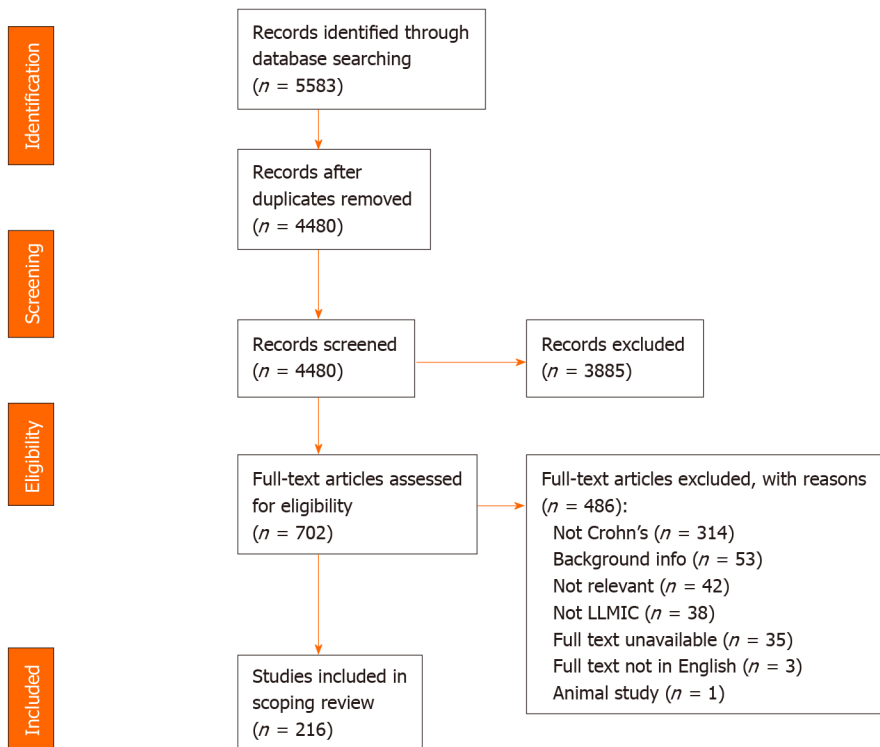 Identification
Records identified through
database searching
(n = 5583)
Records after
duplicates removed
(n = 4480)
Screening
Records screened
(n = 4480)
Records excluded
(n = 3885)
Eligibility
Full-text articles assessed
for eligibility
(n = 702)
Full-text articles excluded, with reasons
(n = 486):
Not Crohn’s (n = 314)
Background info (n = 53)
Not relevant (n = 42)
Not LLMIC (n = 38)
Full text unavailable (n = 35)
Full text not in English (n = 3)
Animal study (n = 1)
Included
Studies included in
scoping review
(n = 216)